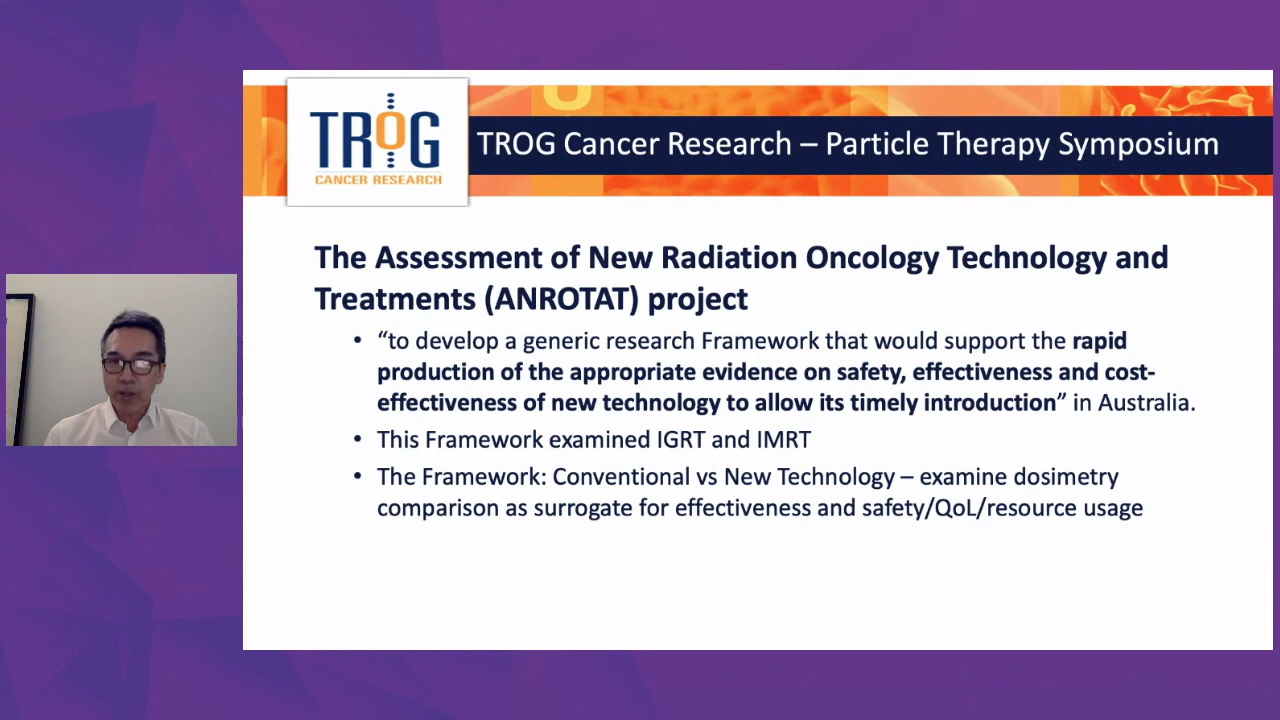 TROG
CANCER RESEARCH
TROG Cancer Research – Particle Therapy Symposium
The Assessment of New Radiation Oncology Technology and
Treatments (ANROTAT) project
• “to develop a generic research Framework that would support the rapid
production of the appropriate evidence on safety, effectiveness and cost-
effectiveness of new technology to allow its timely introduction” in Australia.
• This Framework examined IGRT and IMRT
• The Framework: Conventional vs New Technology – examine dosimetry
comparison as surrogate for effectiveness and safety/QoL/resource usage